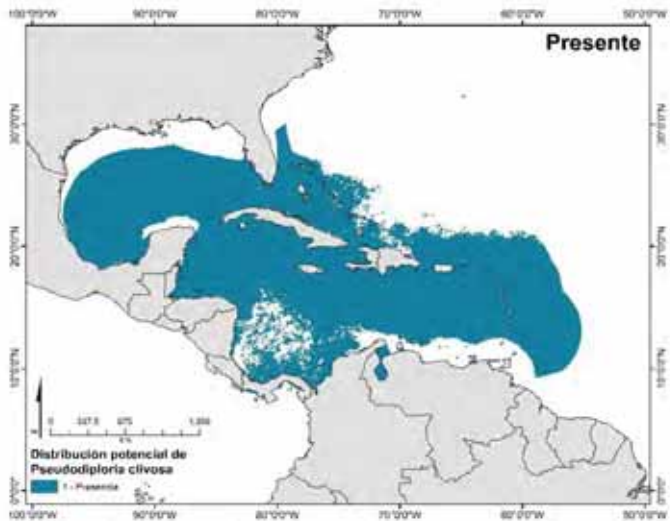 100°0'0"W 90°0'0"W 80°0'0"W 70°0'0"W 60°0'0"W 50°0'0"W
Presente
30°0'0"N 30°0'0"N
20°0'0"N 20°0'0"N
10°0'0"N 10°0'0"N
0 337.5 675
Distribución potencial de
Pseudodiploria clivosa
1 - Presencia
0°0'0" 0°0'0"
100°0'0"W 90°0'0"W 80°0'0"W 70°0'0"W 60°0'0"W 50°0'0"W